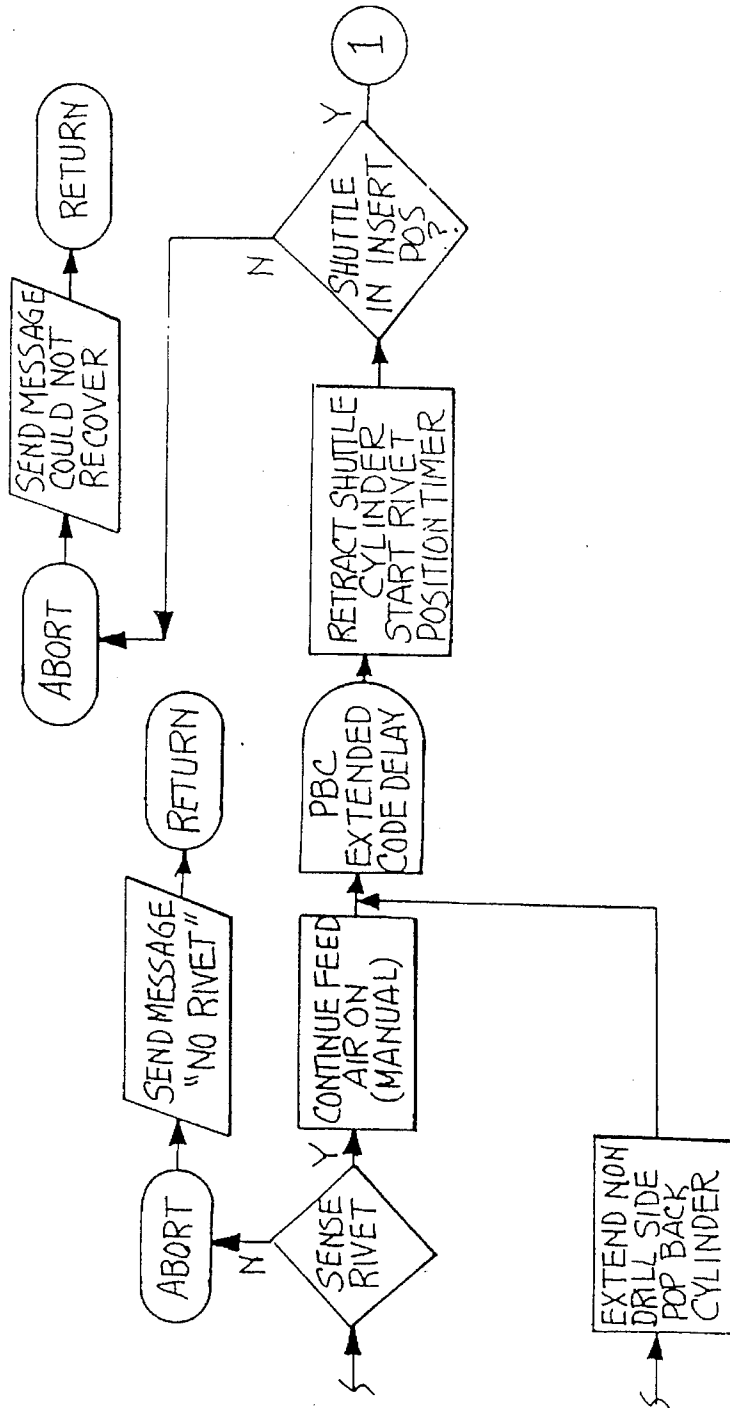 SENSE
RIVET
N
ABORT
SEND MESSAGE
"NO RIVET"
RETURN
Y
CONTINUE FEED
AIR ON
(MANUAL)
EXTEND NON
DRILL SIDE
POP BACK
CYLINDER
PBC
EXTENDED
CODE DELAY
RETRACT SHUTTLE
CYLINDER
START RIVET
POSITION TIMER
SHUTTLE
IN INSERT
POS
?
N
ABORT
SEND MESSAGE
COULD NOT
RECOVER
RETURN
Y
1